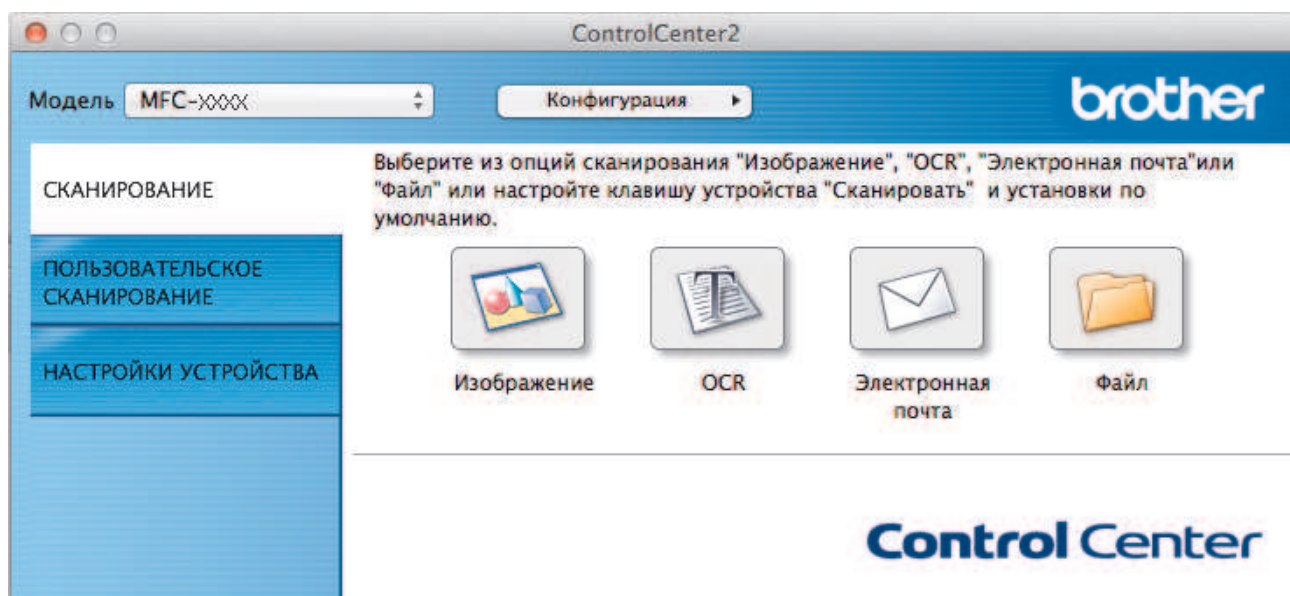 ControlCenter2
Модель MFC-XXXX Конфигурация
brother
СКАНИРОВАНИЕ
ПОЛЬЗОВАТЕЛЬСКОЕ
СКАНИРОВАНИЕ
НАСТРОЙКИ УСТРОЙСТВА
Выберите из опций сканирования "Изображение", "OCR", "Электронная почта"или
"Файл" или настройте клавишу устройства "Сканировать" и установки по
умолчанию.
Изображение
OCR
Электронная
почта
Файл
Control Center